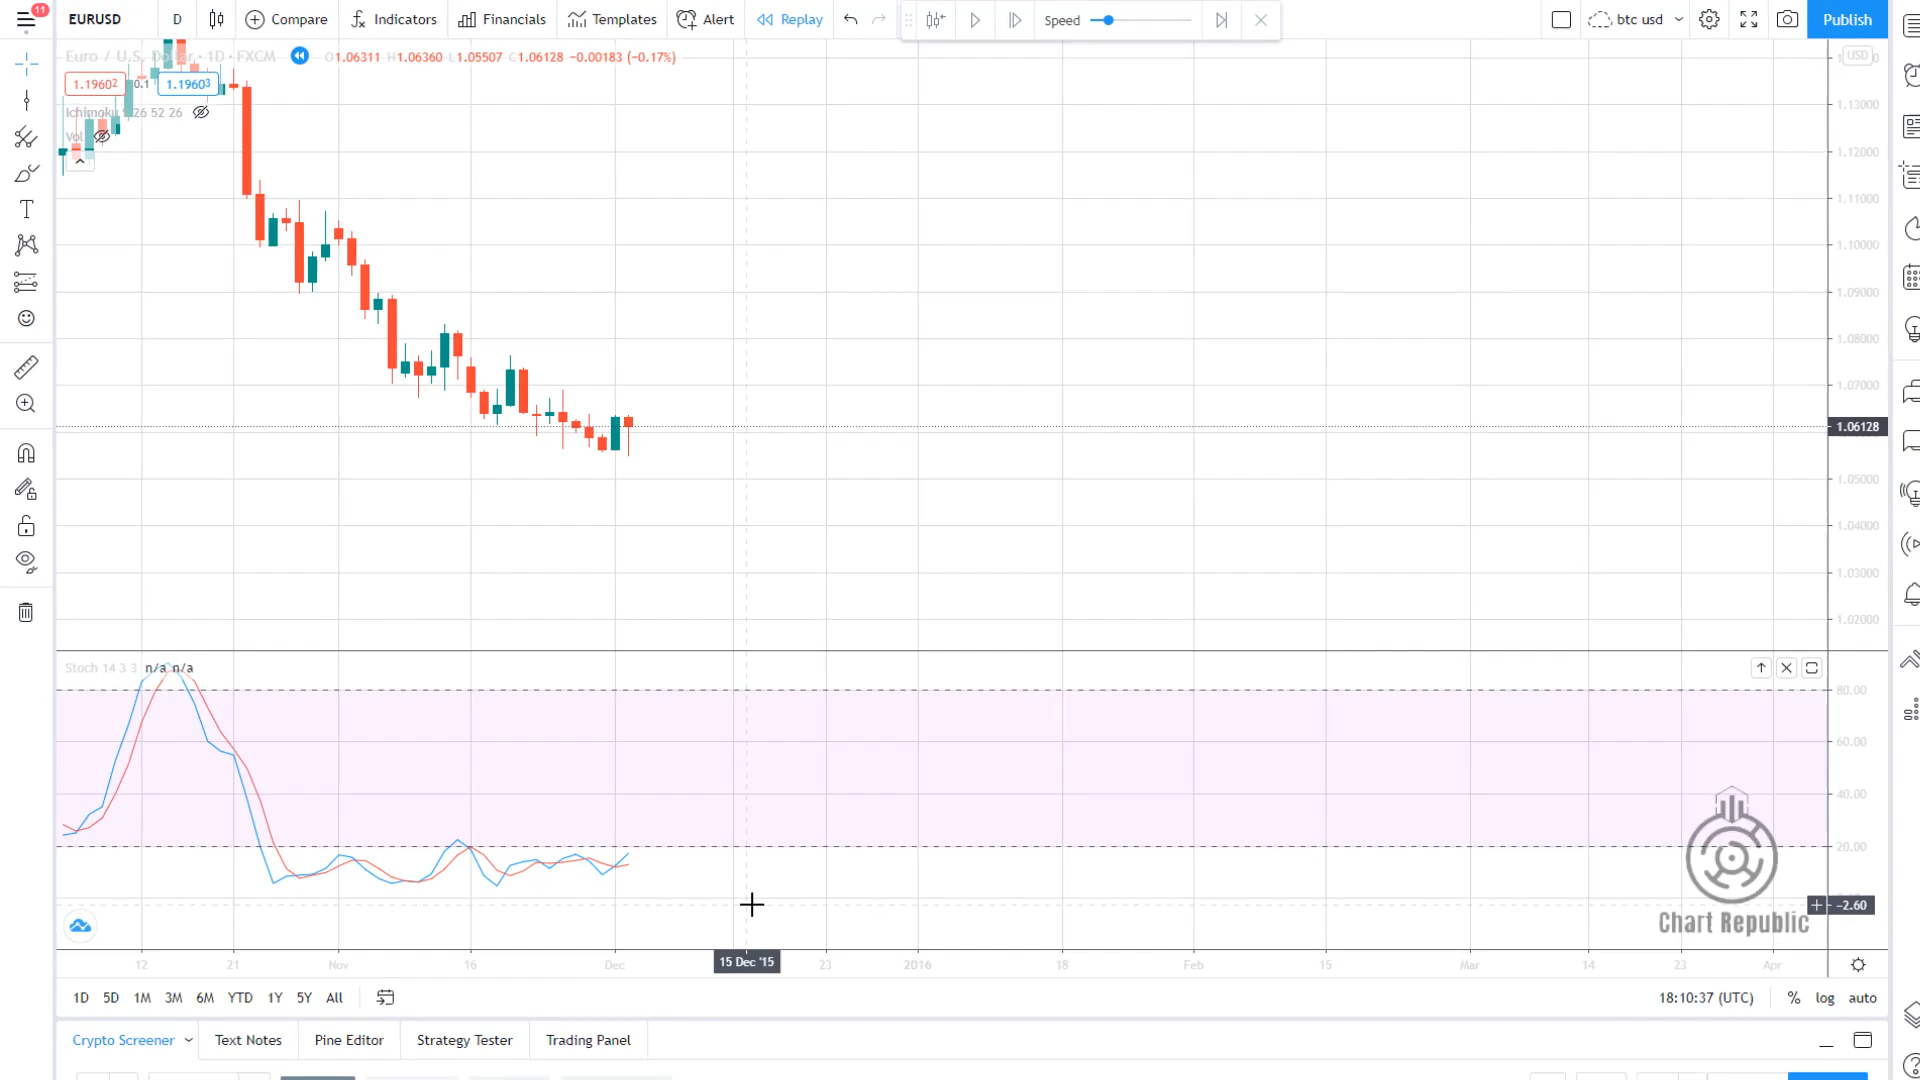 11
EURUSD D Compare Indicators Financials Templates Alert Replay Speed btc usd Publish
Euro / U.S. Dollar · 1D · FXCM O1.06311 H1.06360 L1.05507 C1.06128 −0.00183 (−0.17%)
USD
1.19602 0.1 1.19603
1.13000
Ichimoku 9 26 52 26
Vol
1.12000
1.11000
1.10000
1.09000
1.08000
1.07000
1.06128
1.05000
1.04000
1.03000
1.02000
Stoch 14 3 3 n/a n/a
80.00
60.00
40.00
20.00
−2.60
Chart Republic
12 21 Nov 16 Dec 15 Dec '15 23 2016 18 Feb 15 Mar 14 23 Apr
1D 5D 1M 3M 6M YTD 1Y 5Y All 18:10:37 (UTC) % log auto
Crypto Screener Text Notes Pine Editor Strategy Tester Trading Panel